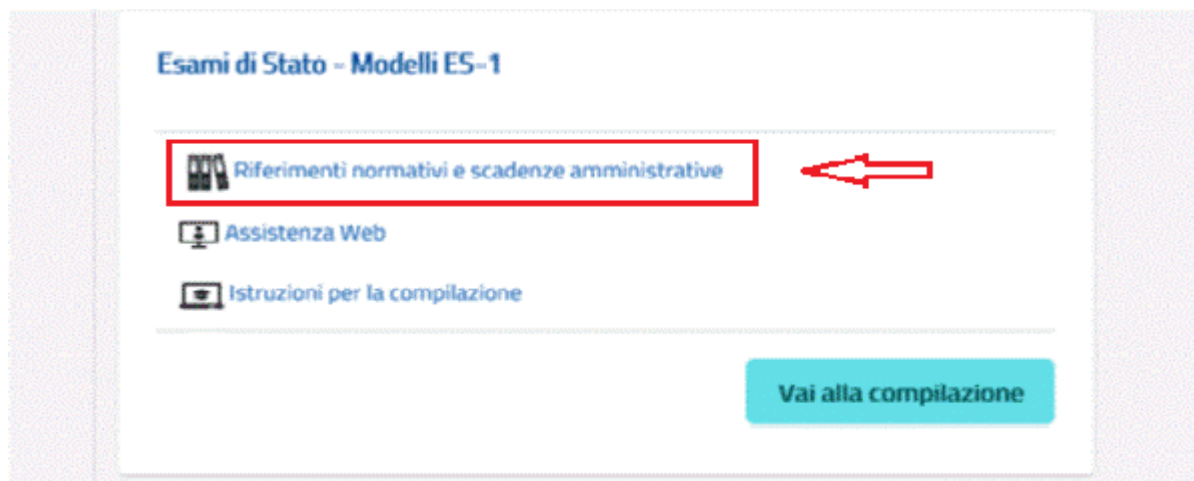 Esami di Stato - Modelli ES-1
Riferimenti normativi e scadenze amministrative
Assistenza Web
Istruzioni per la compilazione
Vai alla compilazione